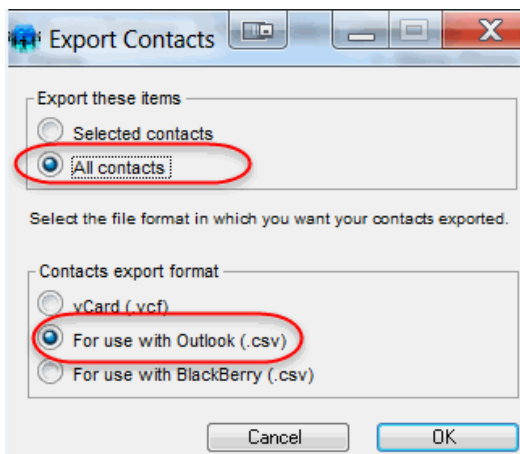 Export Contacts
Export these items
Selected contacts
All contacts
Select the file format in which you want your contacts exported.
Contacts export format
vCard (.vcf)
For use with Outlook (.csv)
For use with BlackBerry (.csv)
Cancel OK